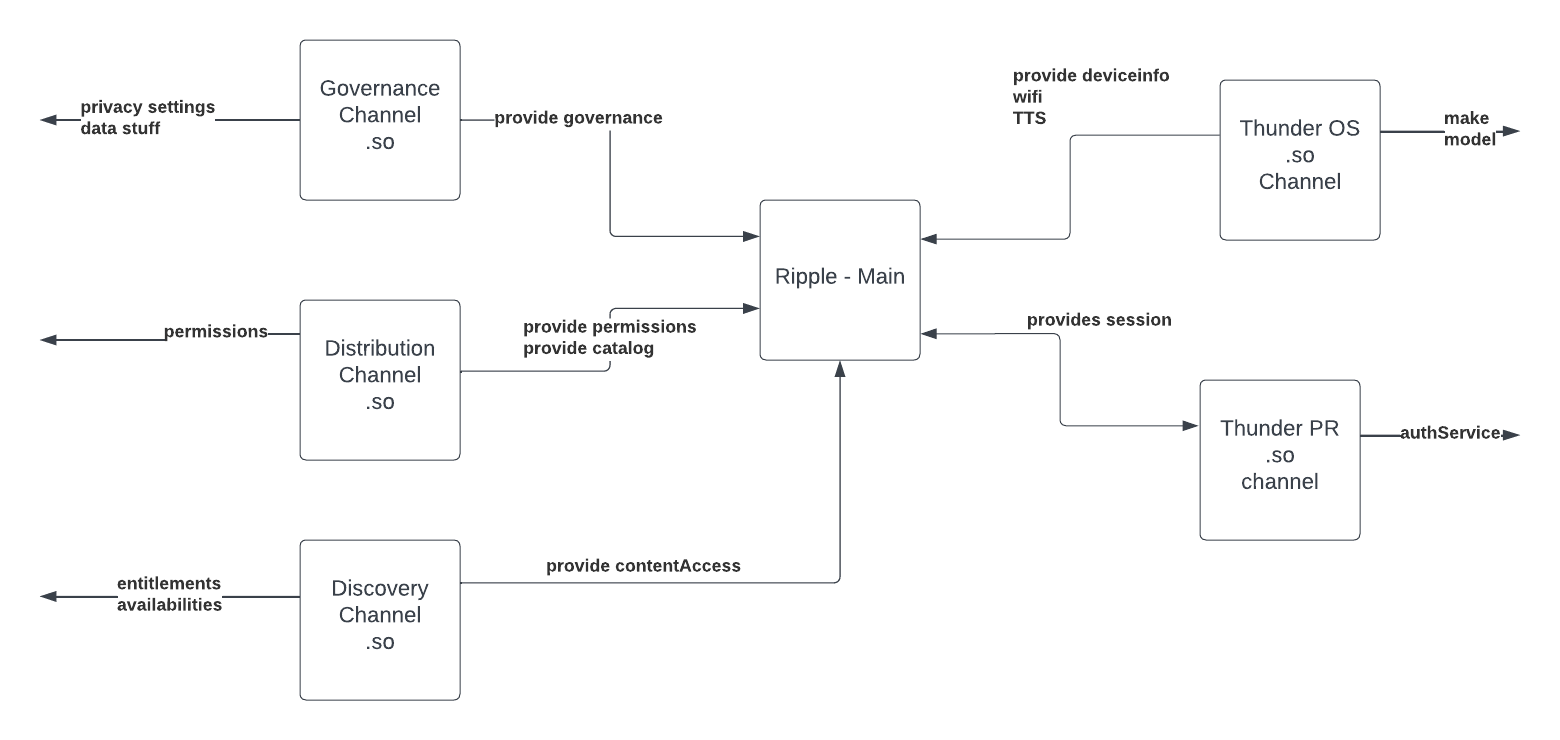 Governance
Channel
.so
privacy settings
data stuff
provide governance
provide deviceinfo
wifi
TTS
Thunder OS
.so
Channel
make
model
Ripple - Main
permissions
Distribution
Channel
.so
provide permissions
provide catalog
provides session
Thunder PR
.so
channel
authService
entitlements
availabilities
Discovery
Channel
.so
provide contentAccess